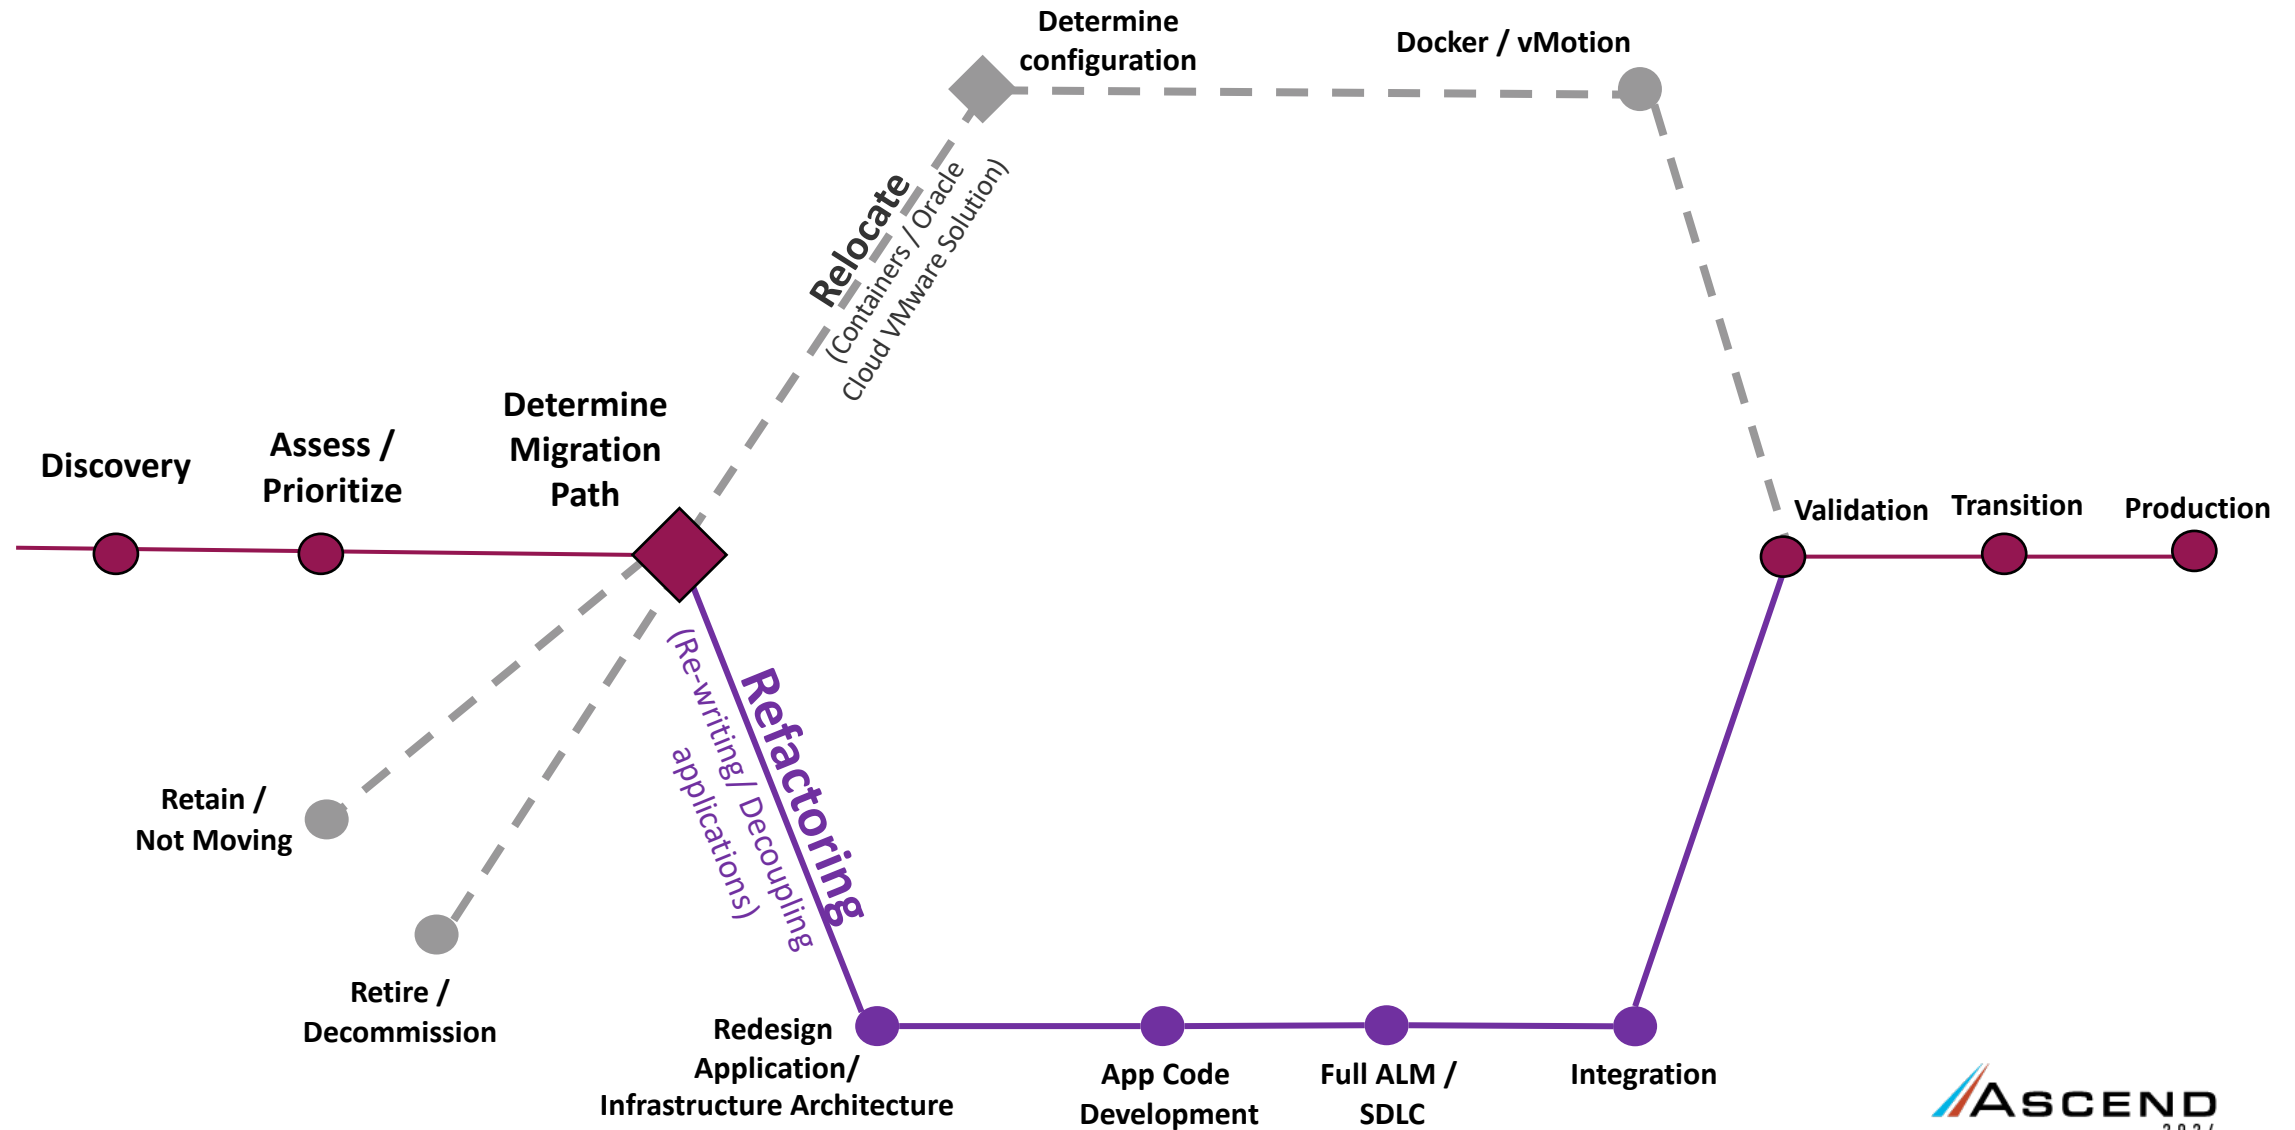 Determine
configuration
Docker / vMotion
Relocate
(Containers / Oracle
Cloud VMware Solution)
Discovery
Assess /
Prioritize
Determine
Migration
Path
Validation
Transition
Production
Refactoring
(Re-writing/ Decoupling
applications)
Retain /
Not Moving
Retire /
Decommission
Redesign
Application/
Infrastructure Architecture
App Code
Development
Full ALM /
SDLC
Integration
ASCEND